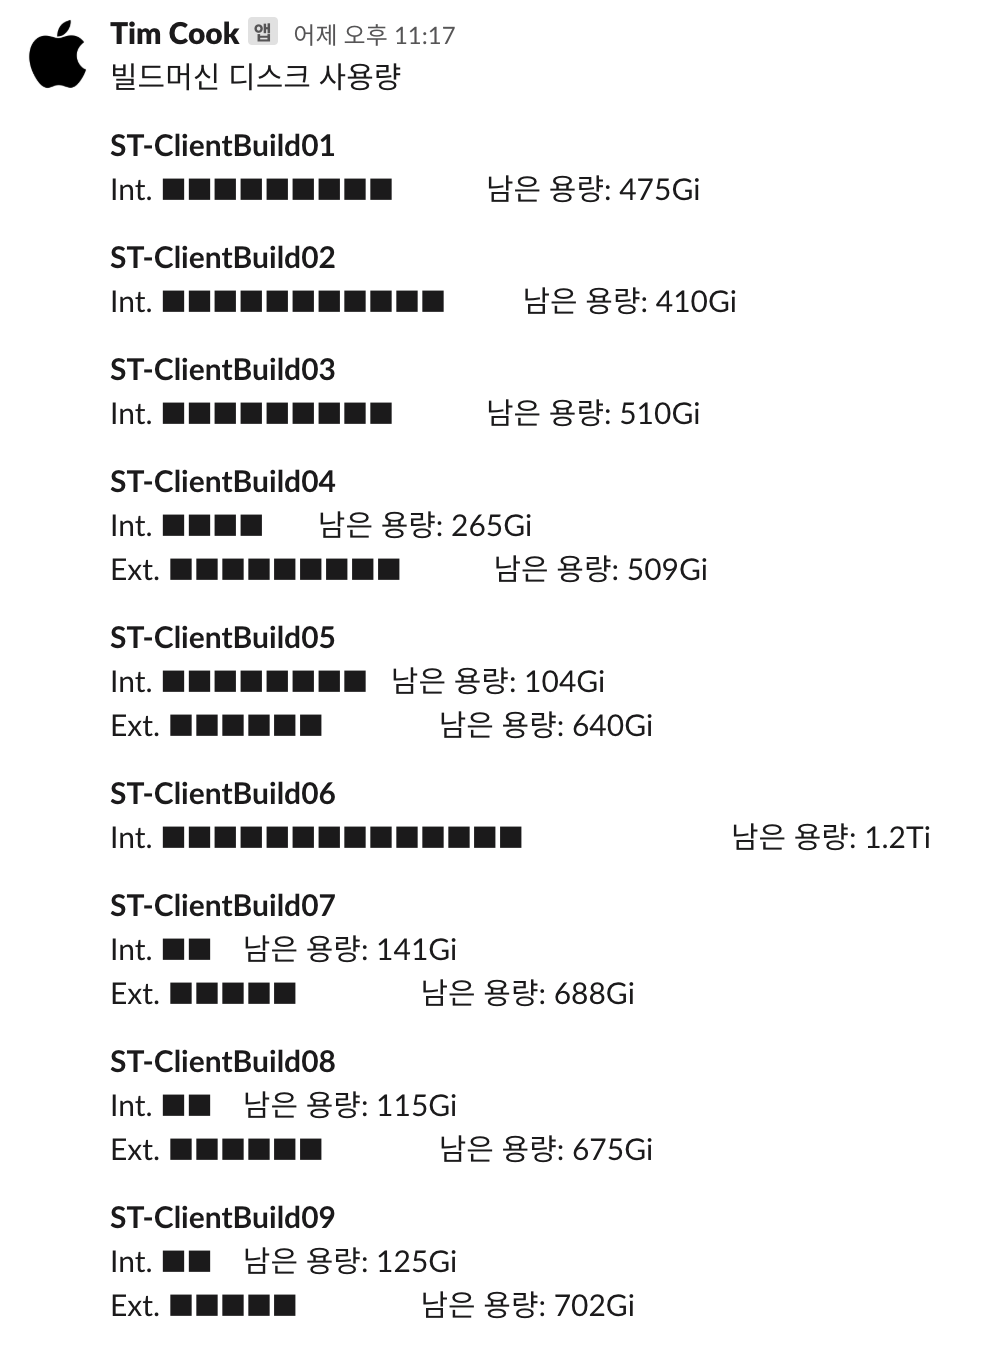 Tim Cook 앱 어제 오후 11:17
빌드머신 디스크 사용량
ST-ClientBuild01
Int. ■■■■■■■■■ 남은 용량: 475Gi
ST-ClientBuild02
Int. ■■■■■■■■■■■ 남은 용량: 410Gi
ST-ClientBuild03
Int. ■■■■■■■■■ 남은 용량: 510Gi
ST-ClientBuild04
Int. ■■■■ 남은 용량: 265Gi
Ext. ■■■■■■■■■ 남은 용량: 509Gi
ST-ClientBuild05
Int. ■■■■■■■■ 남은 용량: 104Gi
Ext. ■■■■■■ 남은 용량: 640Gi
ST-ClientBuild06
Int. ■■■■■■■■■■■■■■ 남은 용량: 1.2Ti
ST-ClientBuild07
Int. ■■ 남은 용량: 141Gi
Ext. ■■■■■ 남은 용량: 688Gi
ST-ClientBuild08
Int. ■■ 남은 용량: 115Gi
Ext. ■■■■■■ 남은 용량: 675Gi
ST-ClientBuild09
Int. ■■ 남은 용량: 125Gi
Ext. ■■■■■ 남은 용량: 702Gi